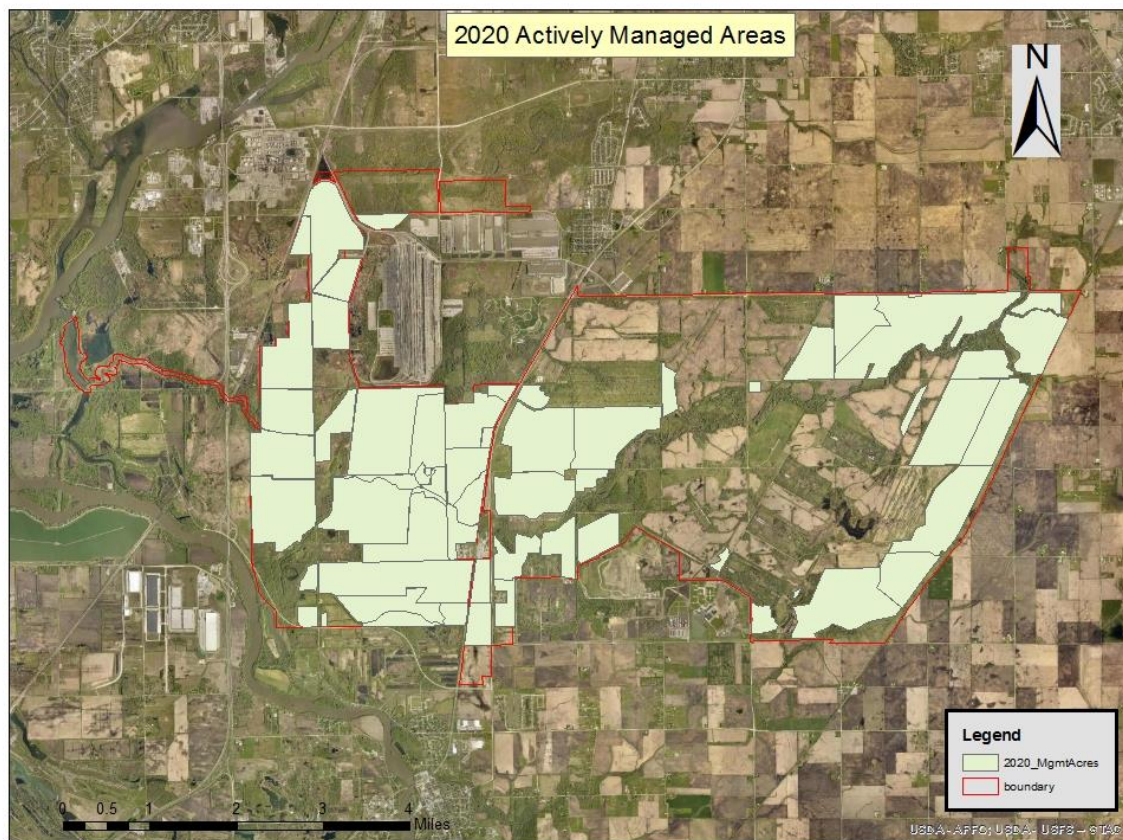 2020 Actively Managed Areas
N
Legend
2020_MgmtAcres
boundary
0 0.5 1 2 3 4
Miles
USDA-APFO; USDA- USFS – GTAC